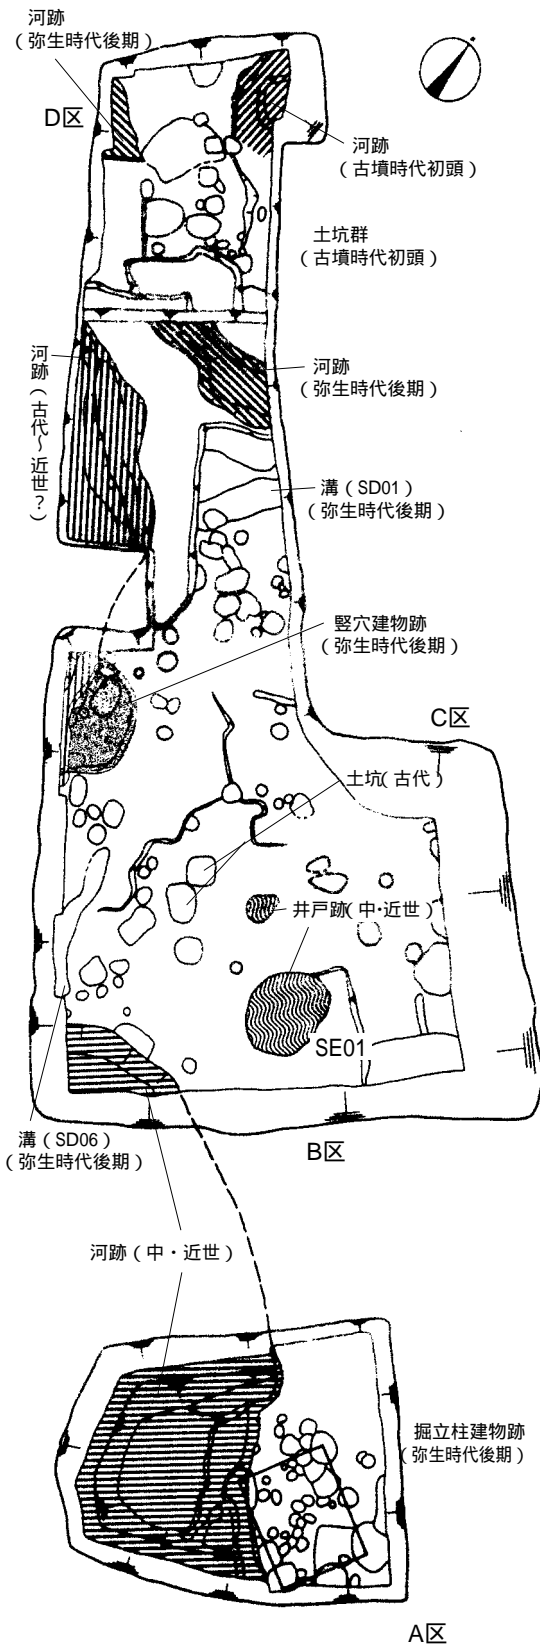 河跡
（弥生時代後期）
D区
河跡
（古墳時代初頭）
土坑群
（古墳時代初頭）
河跡（古代～近世？）
河跡
（弥生時代後期）
溝（SD01）
（弥生時代後期）
竪穴建物跡
（弥生時代後期）
C区
土坑（古代）
井戸跡（中・近世）
SE01
溝（SD06）
（弥生時代後期）
B区
河跡（中・近世）
掘立柱建物跡
（弥生時代後期）
A区